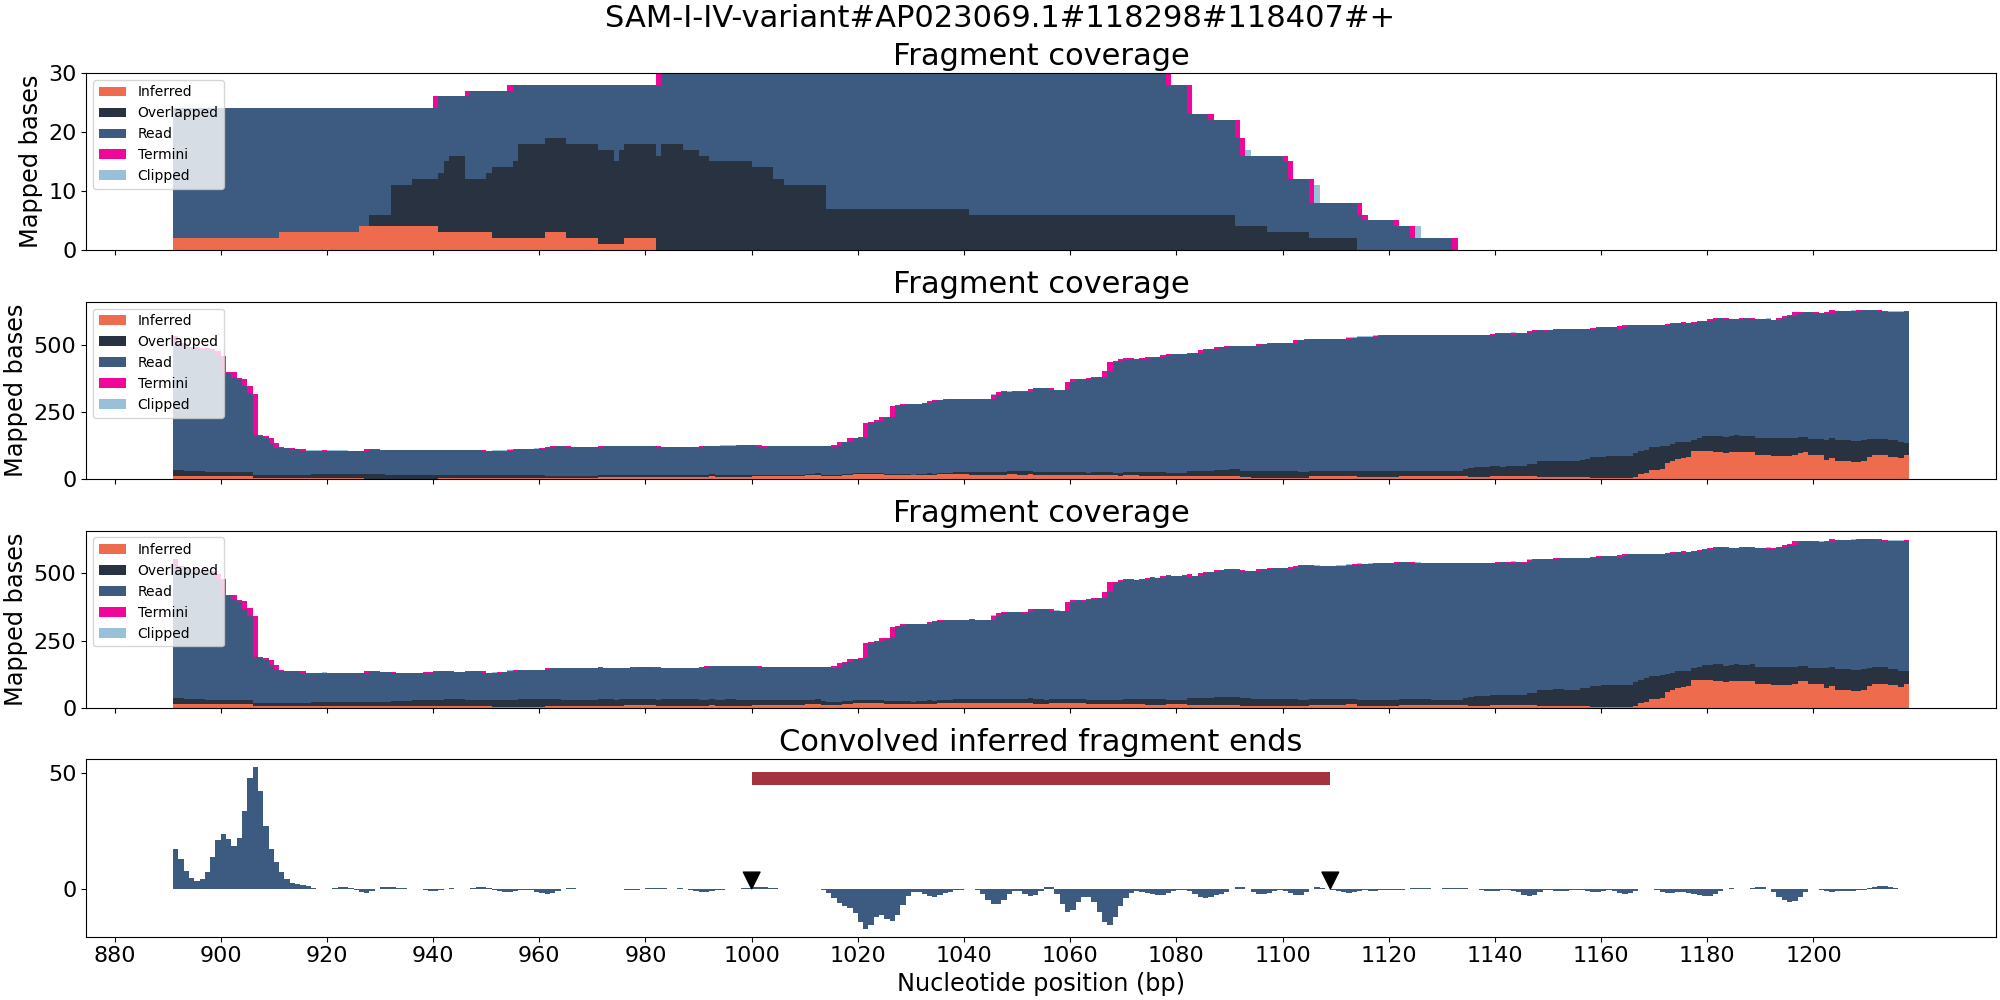 SAM-I-IV-variant#AP023069.1#118298#118407#+
Fragment coverage
Mapped bases
30
20
10
0
Inferred
Overlapped
Read
Termini
Clipped
Fragment coverage
Mapped bases
500
250
0
Inferred
Overlapped
Read
Termini
Clipped
Fragment coverage
Mapped bases
500
250
0
Inferred
Overlapped
Read
Termini
Clipped
Convolved inferred fragment ends
50
0
880 900 920 940 960 980 1000 1020 1040 1060 1080 1100 1120 1140 1160 1180 1200
Nucleotide position (bp)